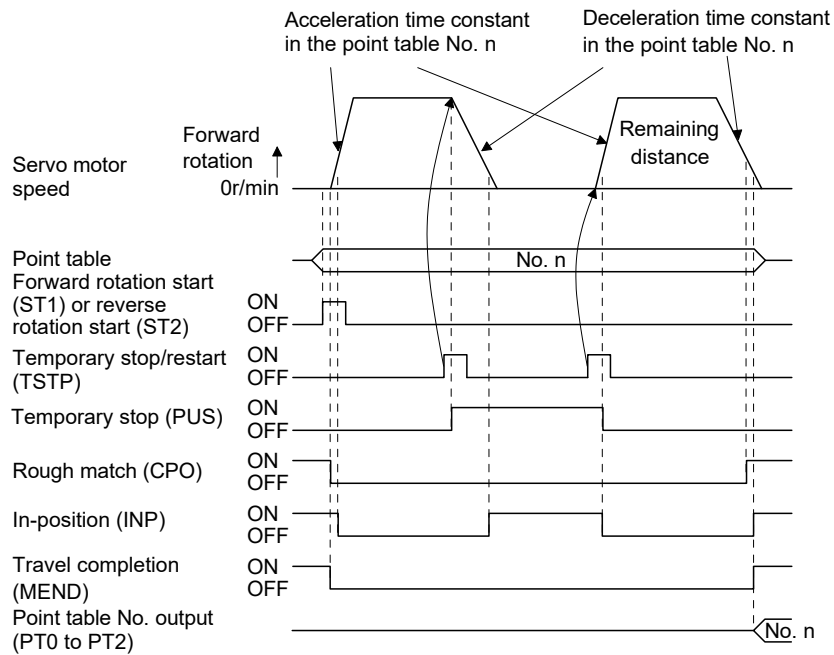 Acceleration time constant
in the point table No. n
Deceleration time constant
in the point table No. n
Servo motor
speed
Forward
rotation
0r/min
Remaining
distance
Point table
No. n
Forward rotation start
(ST1) or reverse
rotation start (ST2)
ON
OFF
Temporary stop/restart
(TSTP)
ON
OFF
Temporary stop (PUS)
ON
OFF
Rough match (CPO)
ON
OFF
In-position (INP)
ON
OFF
Travel completion
(MEND)
ON
OFF
Point table No. output
(PT0 to PT2)
No. n